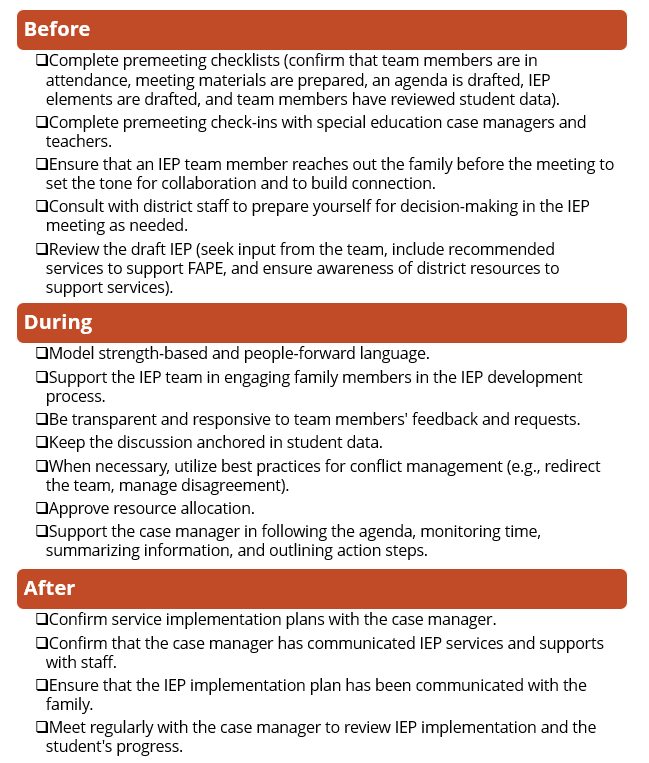 Before
❑Complete premeeting checklists (confirm that team members are in
attendance, meeting materials are prepared, an agenda is drafted, IEP
elements are drafted, and team members have reviewed student data).
❑Complete premeeting check-ins with special education case managers and
teachers.
❑Ensure that an IEP team member reaches out the family before the meeting to
set the tone for collaboration and to build connection.
❑Consult with district staff to prepare yourself for decision-making in the IEP
meeting as needed.
❑Review the draft IEP (seek input from the team, include recommended
services to support FAPE, and ensure awareness of district resources to
support services).
During
❑Model strength-based and people-forward language.
❑Support the IEP team in engaging family members in the IEP development
process.
❑Be transparent and responsive to team members' feedback and requests.
❑Keep the discussion anchored in student data.
❑When necessary, utilize best practices for conflict management (e.g., redirect
the team, manage disagreement).
❑Approve resource allocation.
❑Support the case manager in following the agenda, monitoring time,
summarizing information, and outlining action steps.
After
❑Confirm service implementation plans with the case manager.
❑Confirm that the case manager has communicated IEP services and supports
with staff.
❑Ensure that the IEP implementation plan has been communicated with the
family.
❑Meet regularly with the case manager to review IEP implementation and the
student's progress.